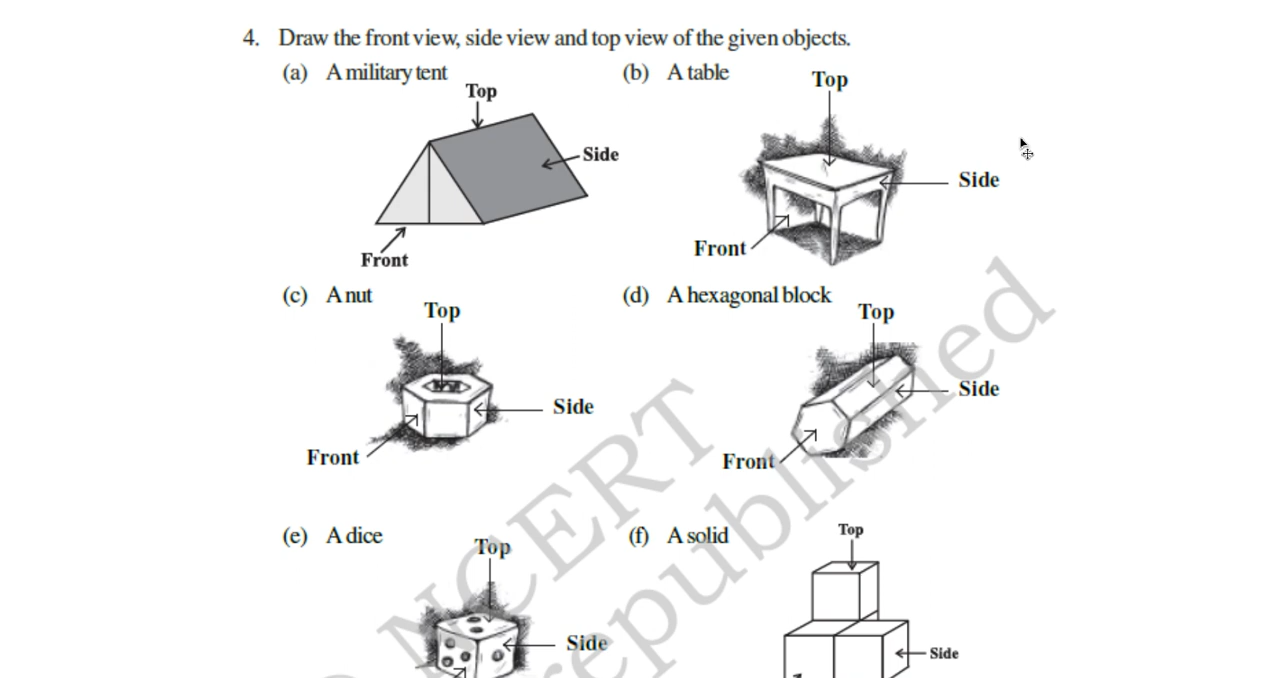 4. Draw the front view, side view and top view of the given objects.
(a) A military tent (b) A table
Top Top
Side
Side
Front
Front
(c) A nut (d) A hexagonal block
Top Top
Side
Side
Front
Front
(e) A dice (f) A solid
Top
Top
Side
Side
NCERT
republished